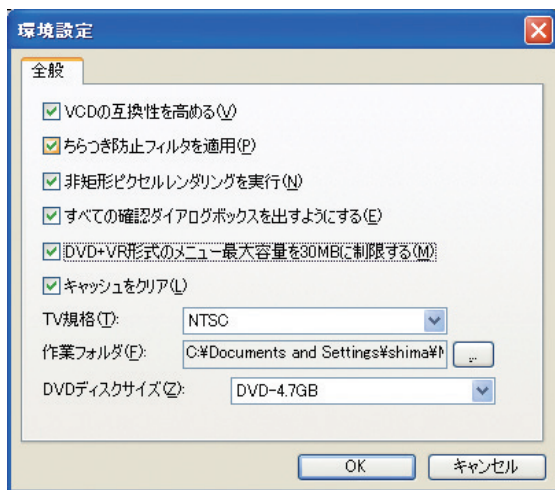 環境設定
全般
VCDの互換性を高める(V)
ちらつき防止フィルタを適用(P)
非矩形ピクセルレンダリングを実行(N)
すべての確認ダイアログボックスを出すようにする(E)
DVD+VR形式のメニュー最大容量を30MBに制限する(M)
キャッシュをクリア(L)
TV規格(T): NTSC
作業フォルダ(F): C:¥Documents and Settings¥shima¥ ...
DVDディスクサイズ(Z): DVD-4.7GB
OK キャンセル